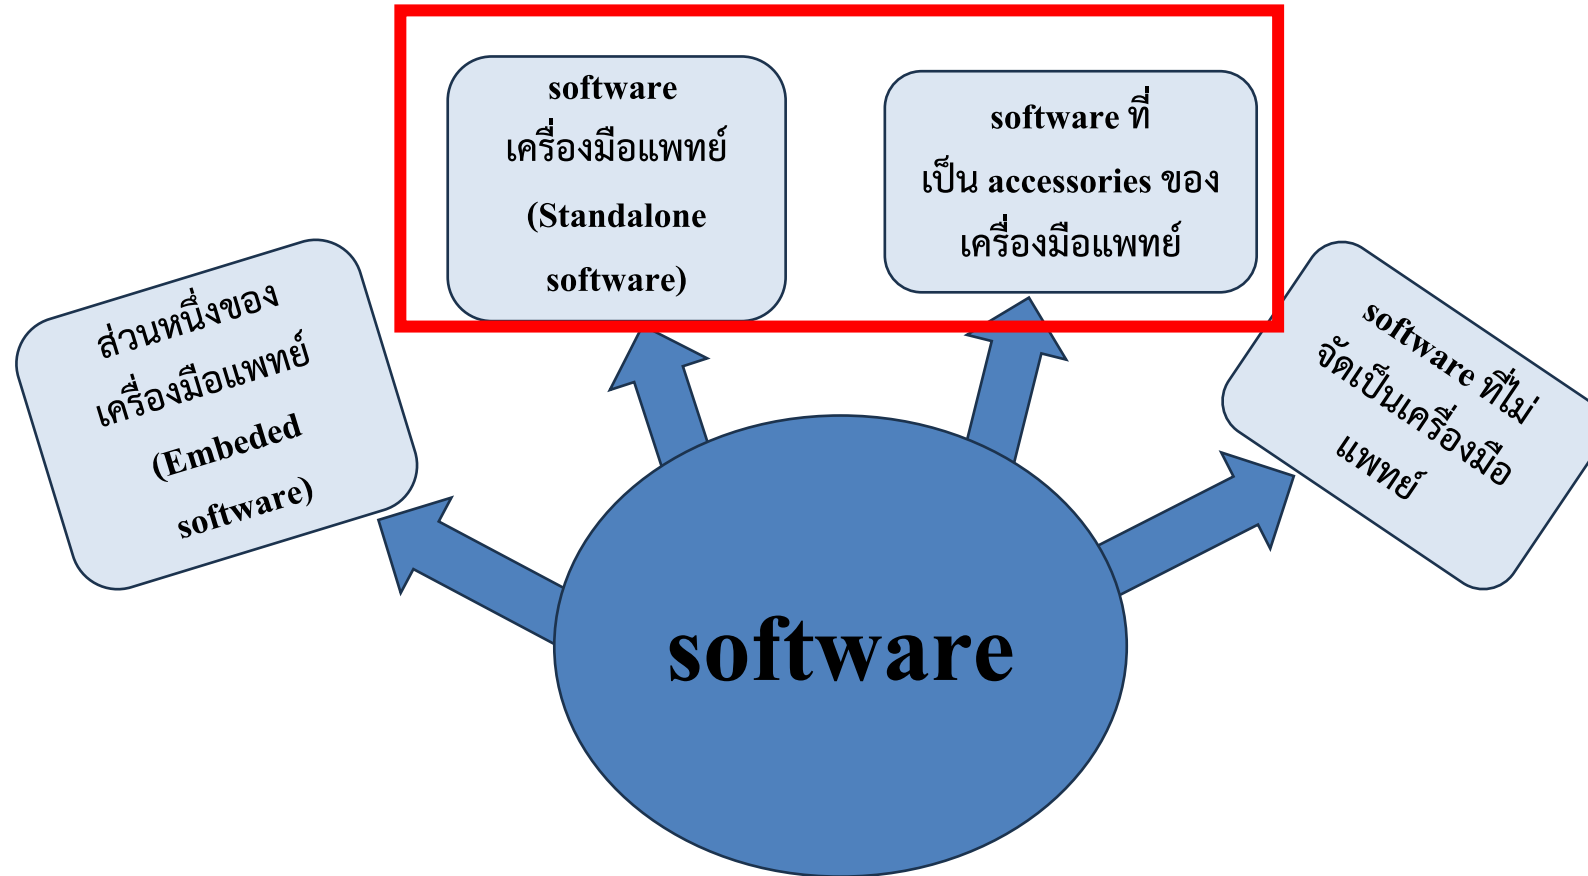 software
เครื่องมือแพทย์
(Standalone
software)
software ที่
เป็น accessories ของ
เครื่องมือแพทย์
ส่วนหนึ่งของ
เครื่องมือแพทย์
(Embeded
software)
software ที่ไม่
จัดเป็นเครื่องมือ
แพทย์
software